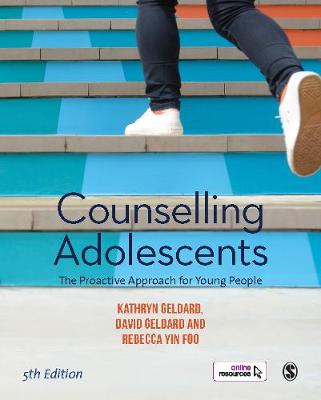 Counselling
Adolescents
The Proactive Approach for Young People
KATHRYN GELDARD,
DAVID GELDARD AND
REBECCA YIN FOO
5th Edition
online
resources
S